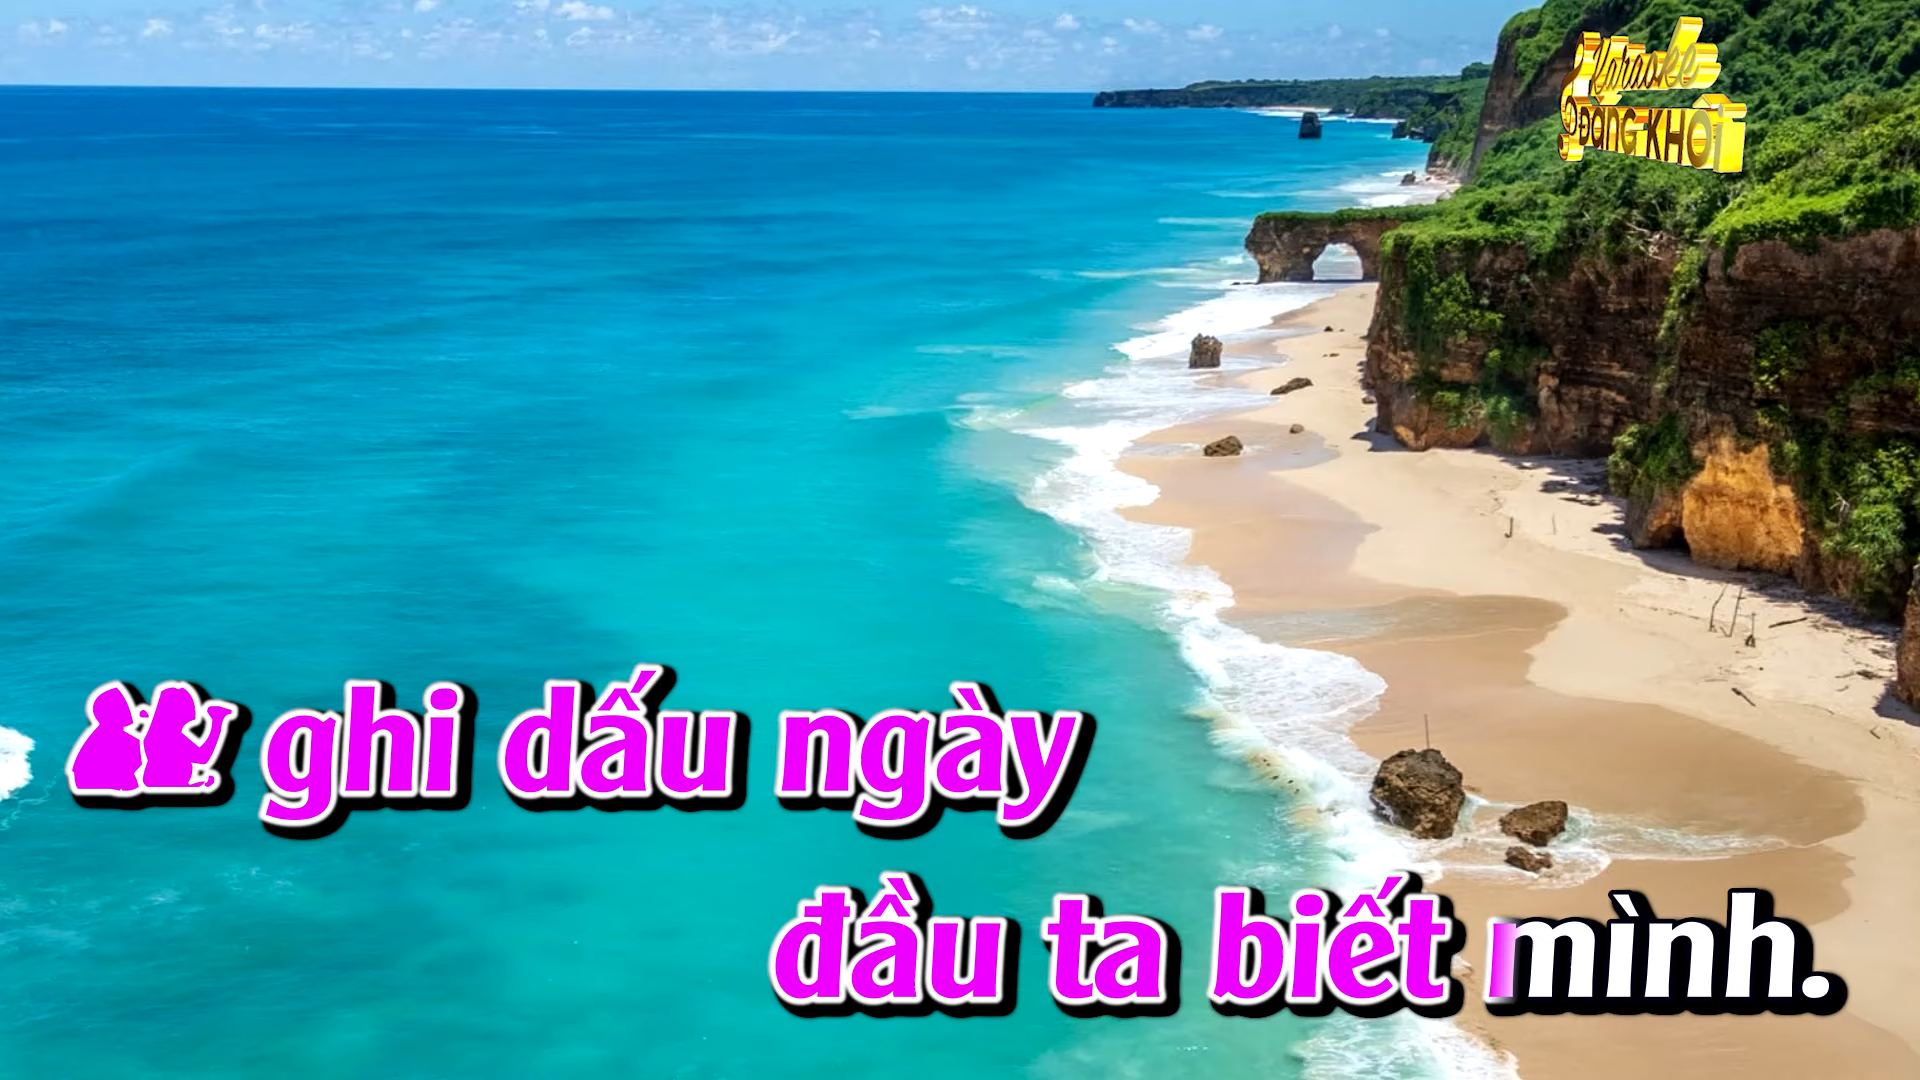 Karaoke
ĐĂNG KHÔI
ghi dấu ngày
đầu ta biết mình.